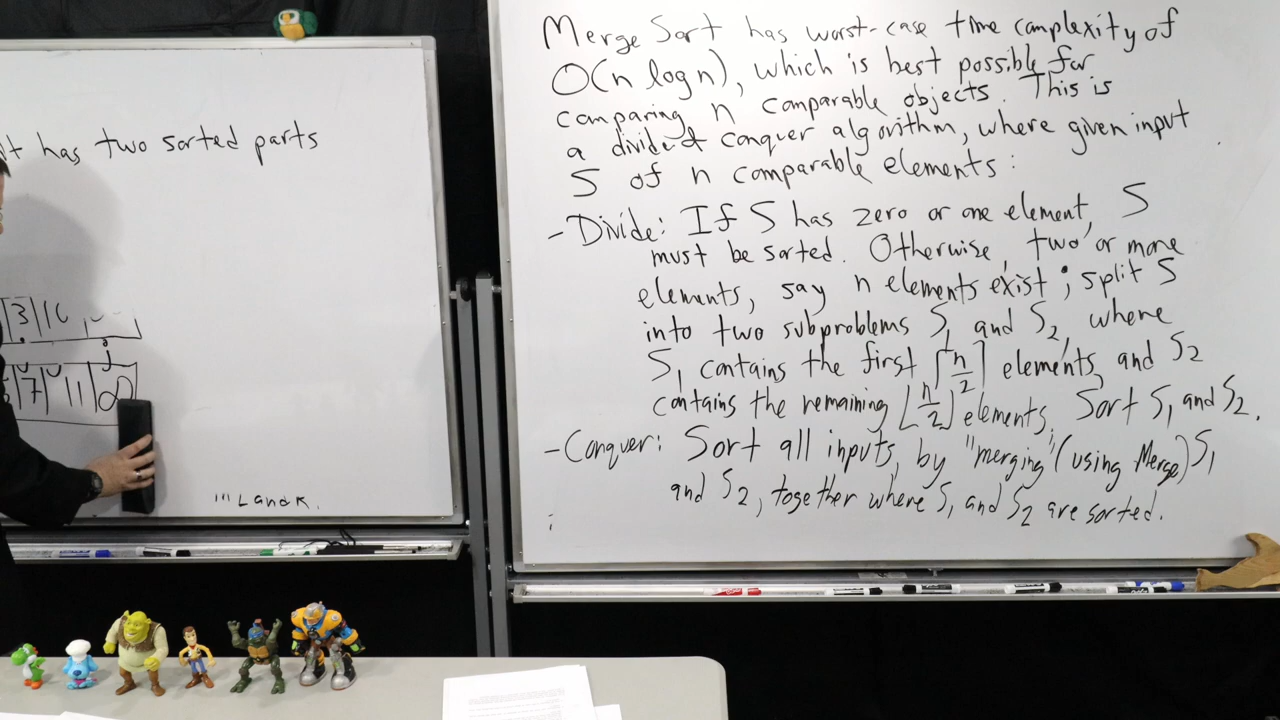 It has two sorted parts
3 16
7 11 ∞
L and R.
Merge Sort has worst-case time complexity of
O(n log n), which is best possible for
comparing n comparable objects. This is
a divide & conquer algorithm, where given input
S of n comparable elements:
- Divide: If S has zero or one element, S
must be sorted. Otherwise, two or more
elements, say n elements exist; split S
into two subproblems S₁ and S₂, where
S₁ contains the first ⌈n/2⌉ elements, and S₂
contains the remaining ⌊n/2⌋ elements. Sort S₁ and S₂.
- Conquer: Sort all inputs, by "merging" (using Merge) S₁
and S₂, together where S₁ and S₂ are sorted.